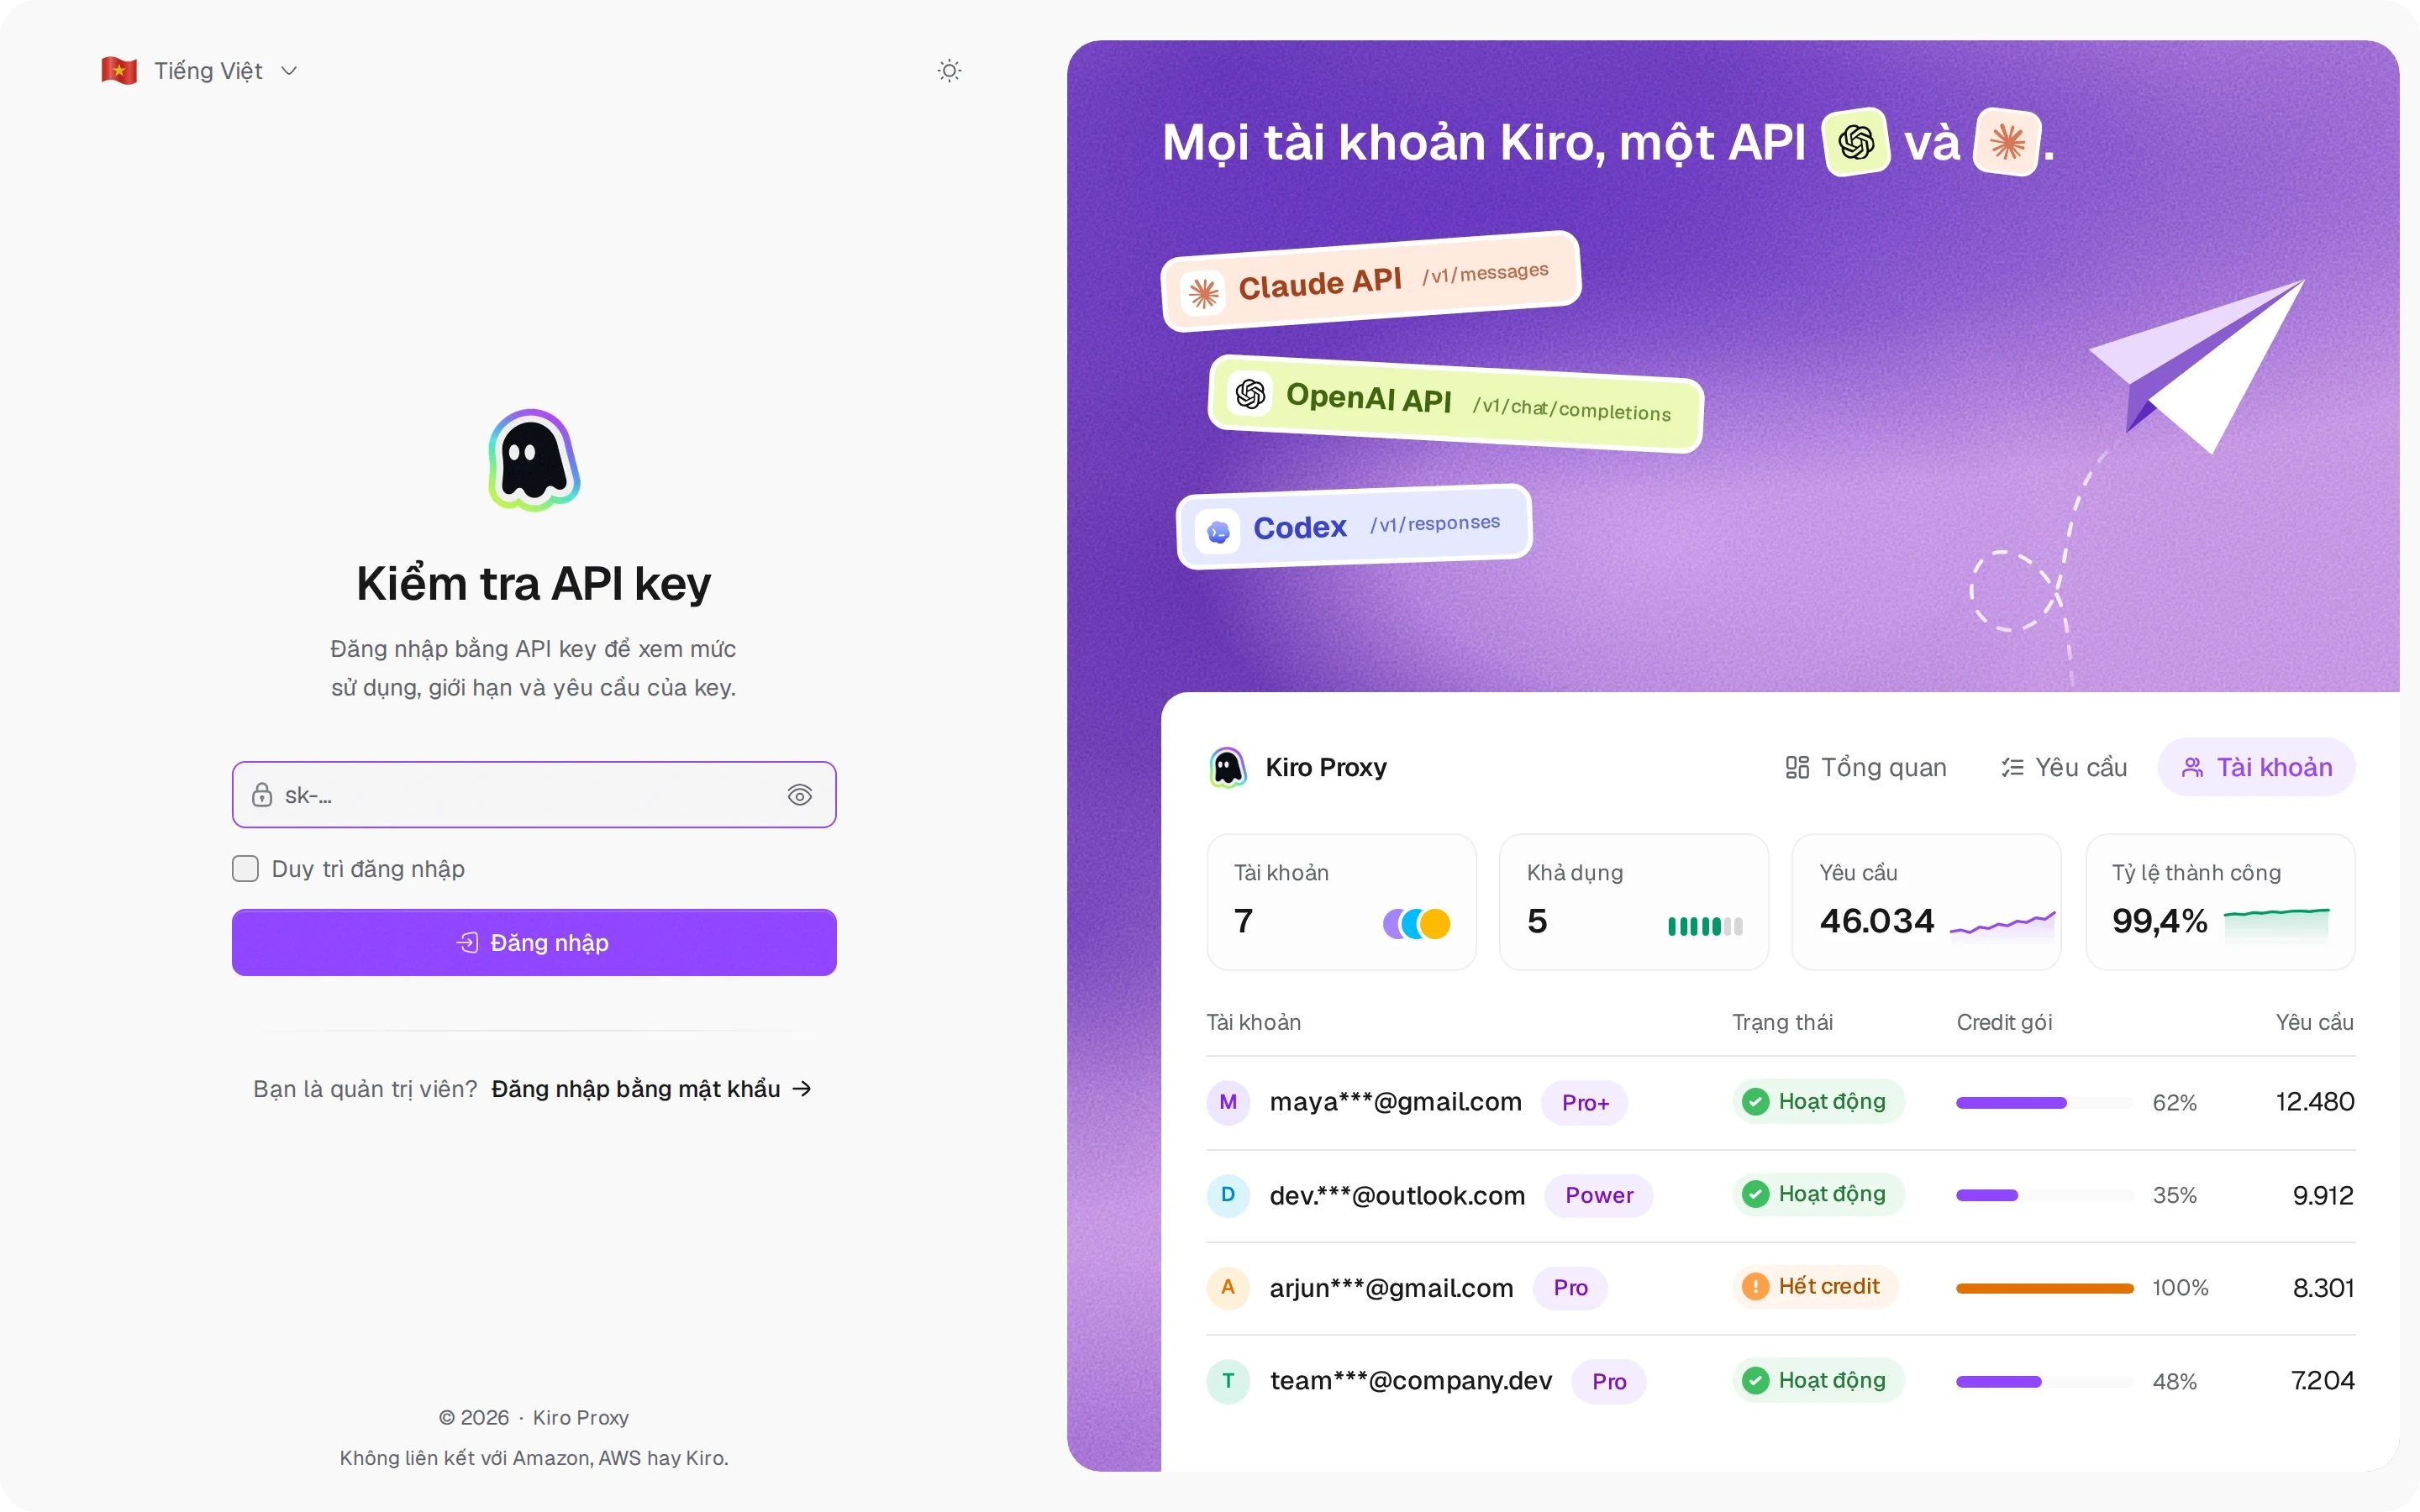 Tiếng Việt
Kiểm tra API key
Đăng nhập bằng API key để xem mức
sử dụng, giới hạn và yêu cầu của key.
sk-...
Duy trì đăng nhập
Đăng nhập
Bạn là quản trị viên? Đăng nhập bằng mật khẩu →
© 2026 · Kiro Proxy
Không liên kết với Amazon, AWS hay Kiro.
Mọi tài khoản Kiro, một API và .
Claude API /v1/messages
OpenAI API /v1/chat/completions
Codex /v1/responses
Kiro Proxy Tổng quan Yêu cầu Tài khoản
Tài khoản Khả dụng Yêu cầu Tỷ lệ thành công
7 5 46.034 99,4%
Tài khoản Trạng thái Credit gói Yêu cầu
M maya***@gmail.com Pro+ Hoạt động 62% 12.480
D dev.***@outlook.com Power Hoạt động 35% 9.912
A arjun***@gmail.com Pro Hết credit 100% 8.301
T team***@company.dev Pro Hoạt động 48% 7.204